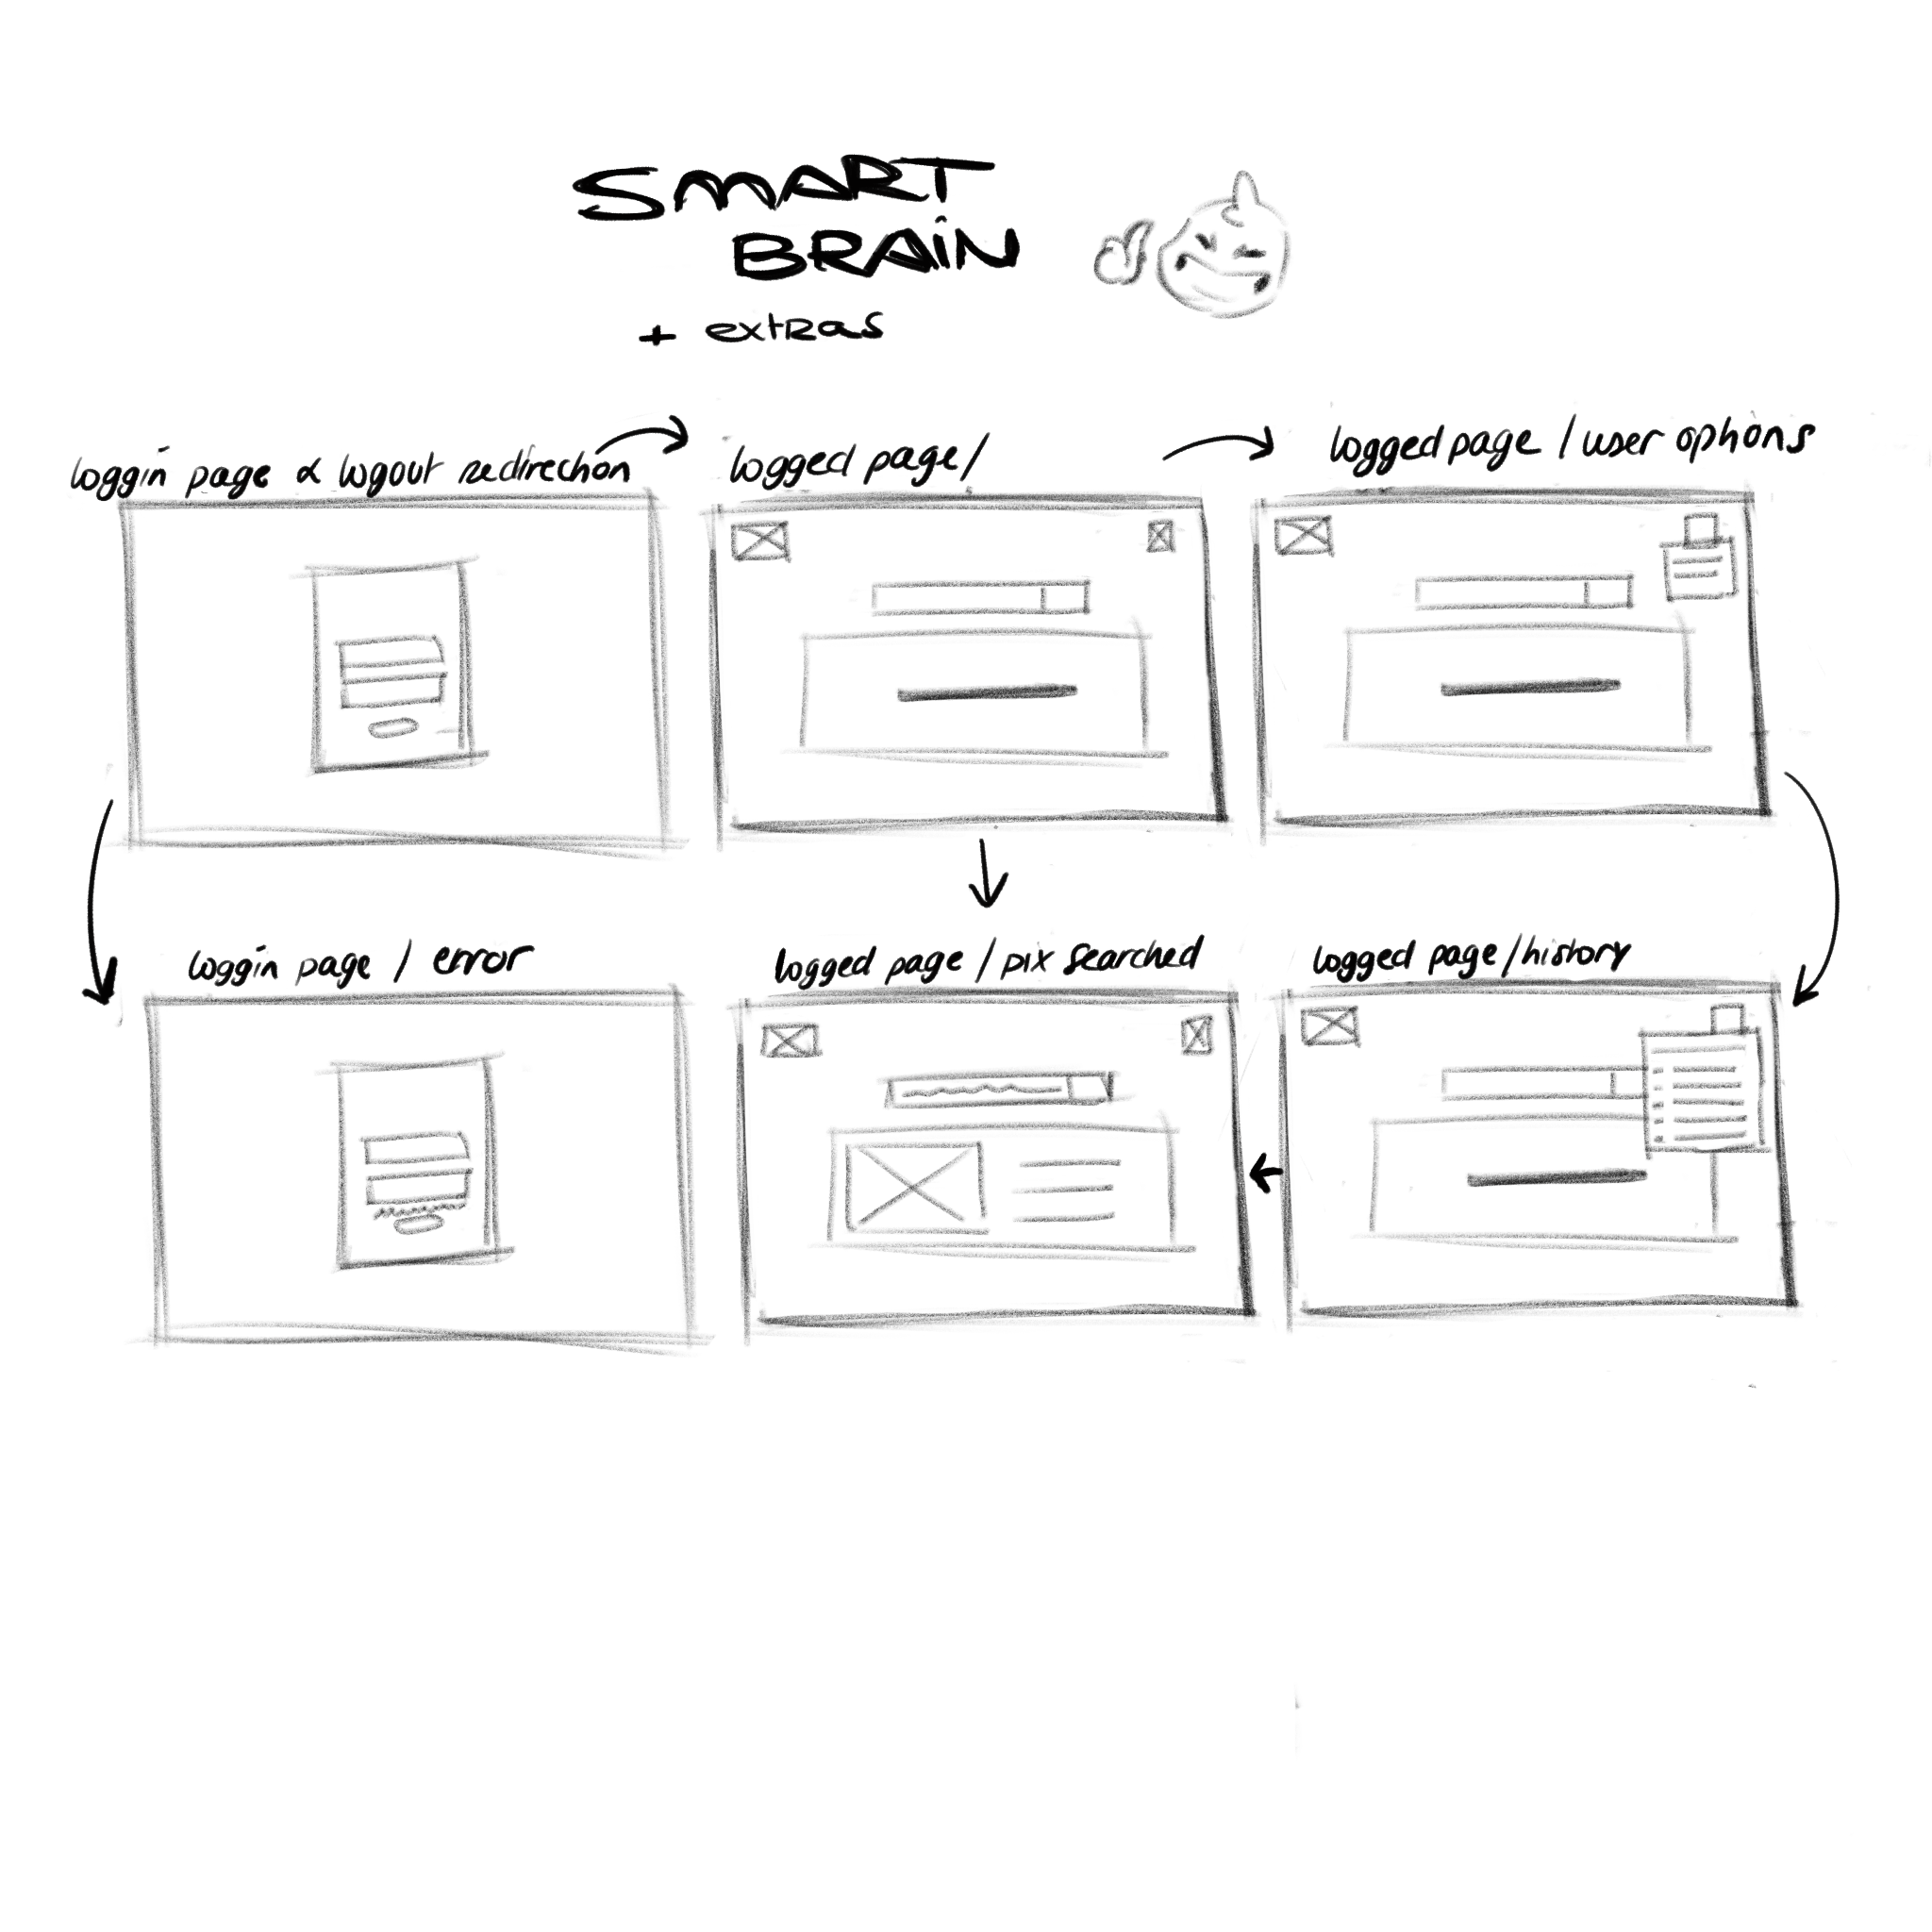 SMART
BRAIN
+ extras
loggin page & logout redirection
logged page/
logged page / user options
loggin page / error
logged page / pix searched
logged page / history